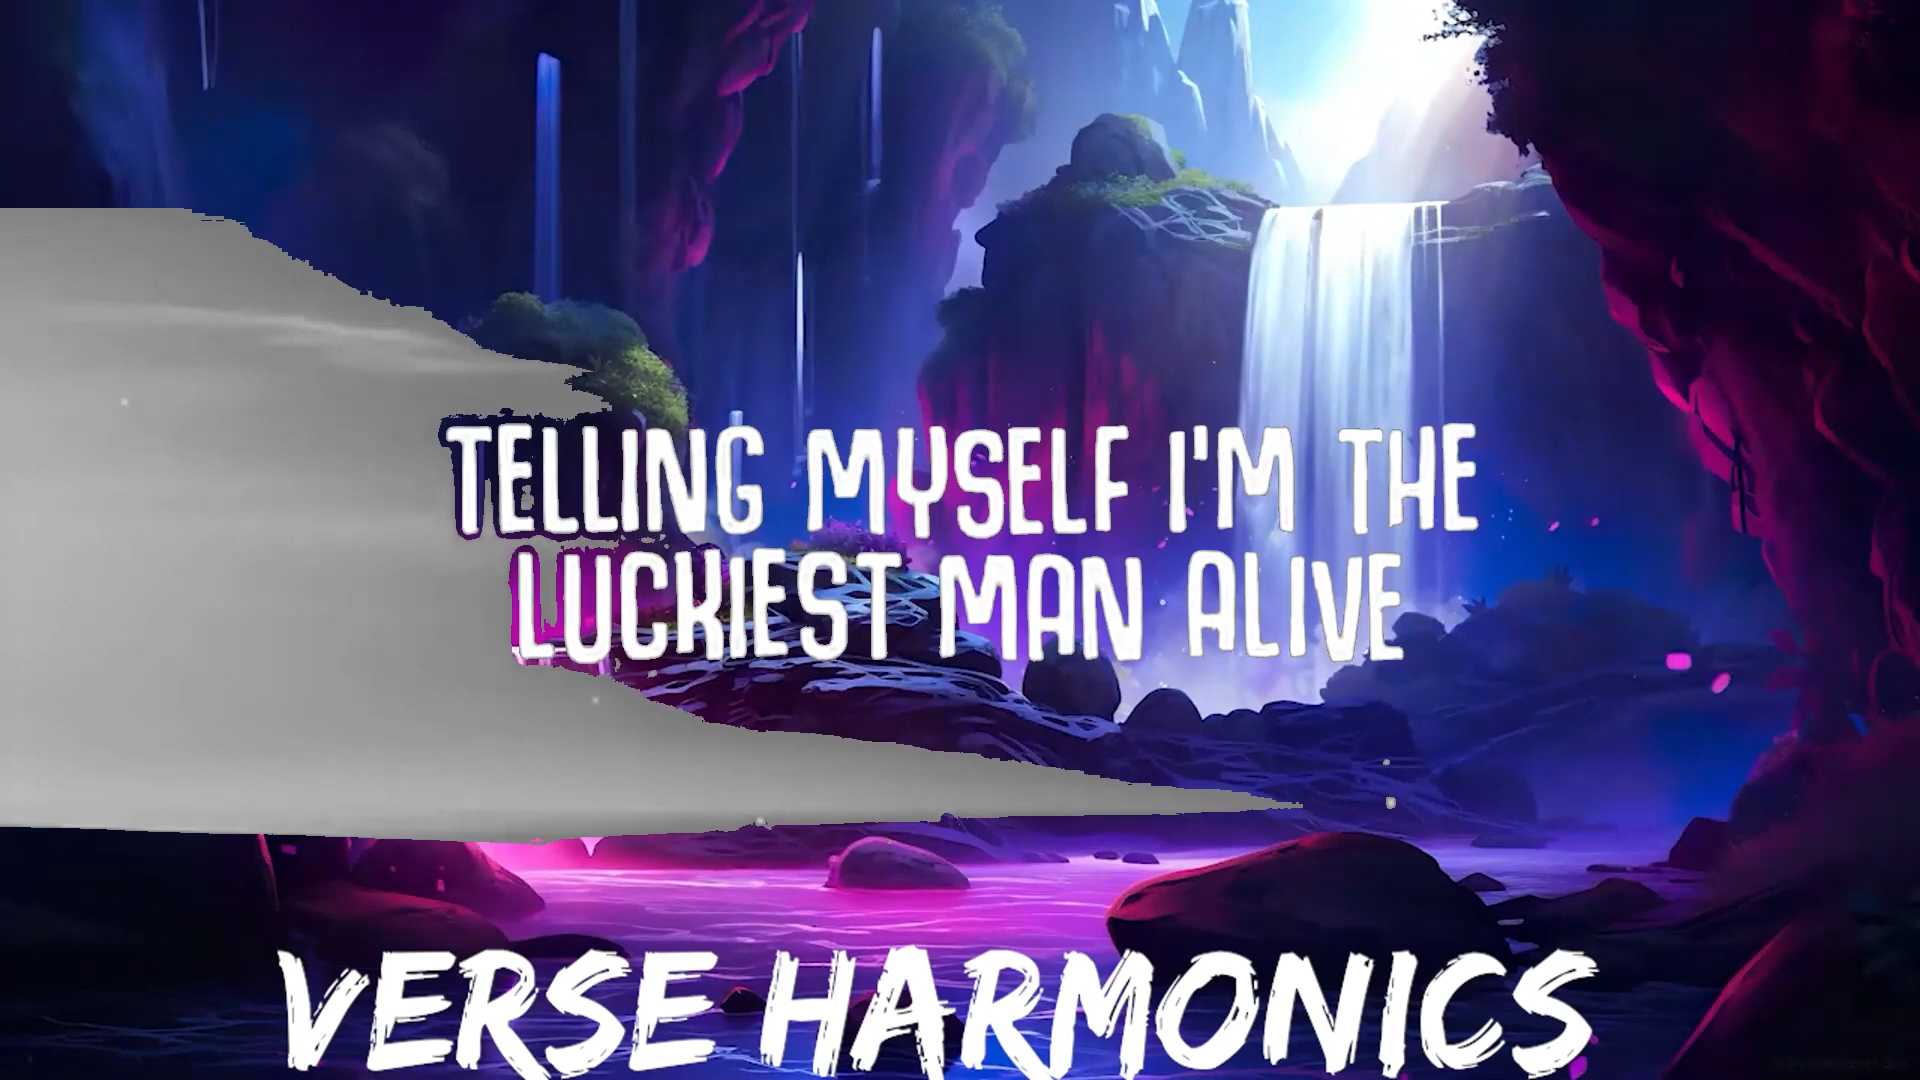 TELLING MYSELF I'M THE
LUCKIEST MAN ALIVE
VERSE HARMONICS